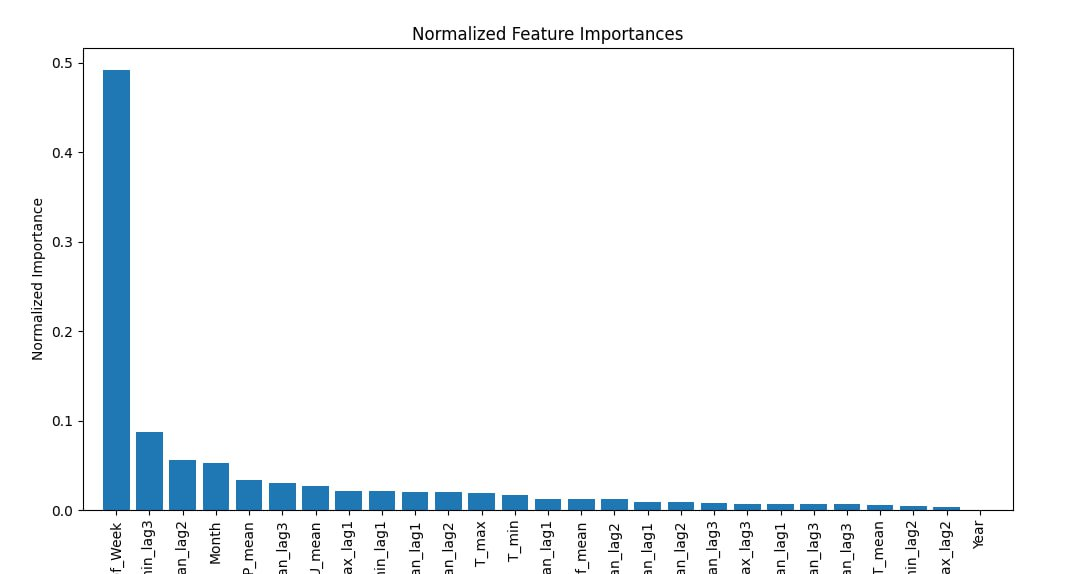 Normalized Feature Importances
Normalized Importance
0.5
0.4
0.3
0.2
0.1
0.0
f_Week
in_lag3
an_lag2
Month
P_mean
an_lag3
U_mean
ax_lag1
in_lag1
an_lag1
an_lag2
T_max
T_min
an_lag1
f_mean
an_lag2
an_lag1
an_lag2
an_lag3
ax_lag3
an_lag1
an_lag3
an_lag3
T_mean
in_lag2
ax_lag2
Year